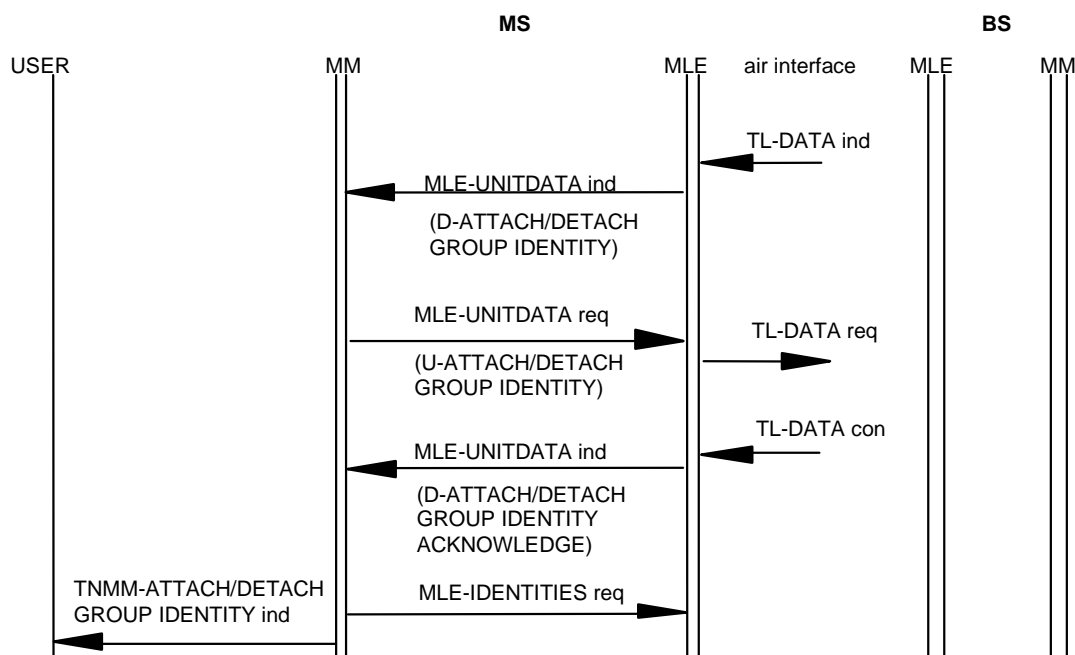 MS BS
USER MM MLE air interface MLE MM
TL-DATA ind
MLE-UNITDATA ind
(D-ATTACH/DETACH
GROUP IDENTITY)
MLE-UNITDATA req
TL-DATA req
(U-ATTACH/DETACH
GROUP IDENTITY)
TL-DATA con
MLE-UNITDATA ind
(D-ATTACH/DETACH
GROUP IDENTITY
ACKNOWLEDGE)
TNMM-ATTACH/DETACH
GROUP IDENTITY ind
MLE-IDENTITIES req